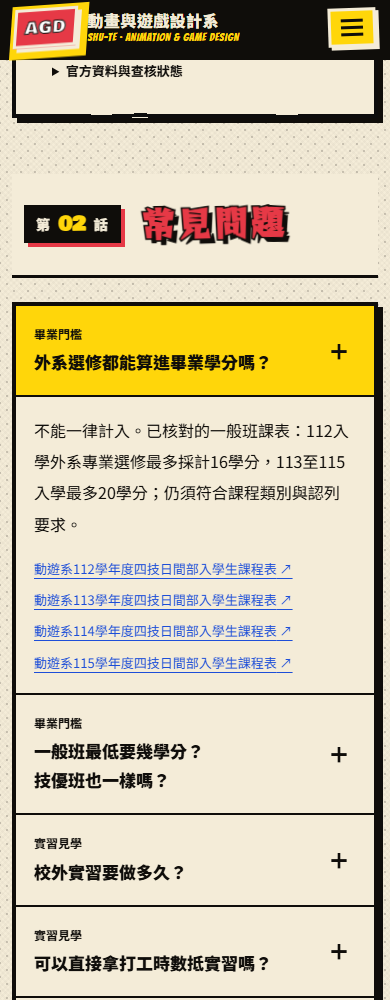 AGD
動畫與遊戲設計系
SHU-TE · ANIMATION & GAME DESIGN
▶ 官方資料與查核狀態
第 02 話
常見問題
畢業門檻
外系選修都能算進畢業學分嗎？
+
不能一律計入。已核對的一般班課表：112入
學外系專業選修最多採計16學分，113至115
入學最多20學分；仍須符合課程類別與認列
要求。
動遊系112學年度四技日間部入學生課程表 ↗
動遊系113學年度四技日間部入學生課程表 ↗
動遊系114學年度四技日間部入學生課程表 ↗
動遊系115學年度四技日間部入學生課程表 ↗
畢業門檻
一般班最低要幾學分？
技優班也一樣嗎？
+
實習見學
校外實習要做多久？
+
實習見學
可以直接拿打工時數抵實習嗎？
+